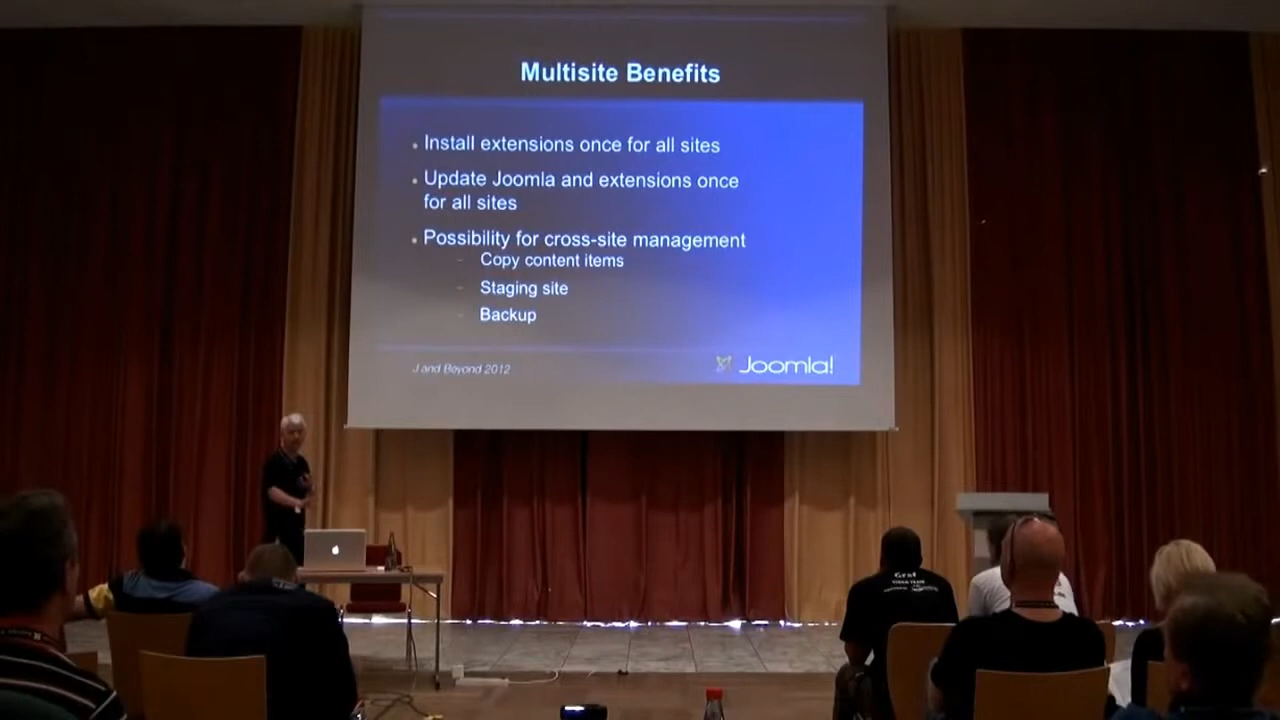 Multisite Benefits
Install extensions once for all sites
Update Joomla and extensions once
for all sites
Possibility for cross-site management
Copy content items
Staging site
Backup
J and Beyond 2012
Joomla!